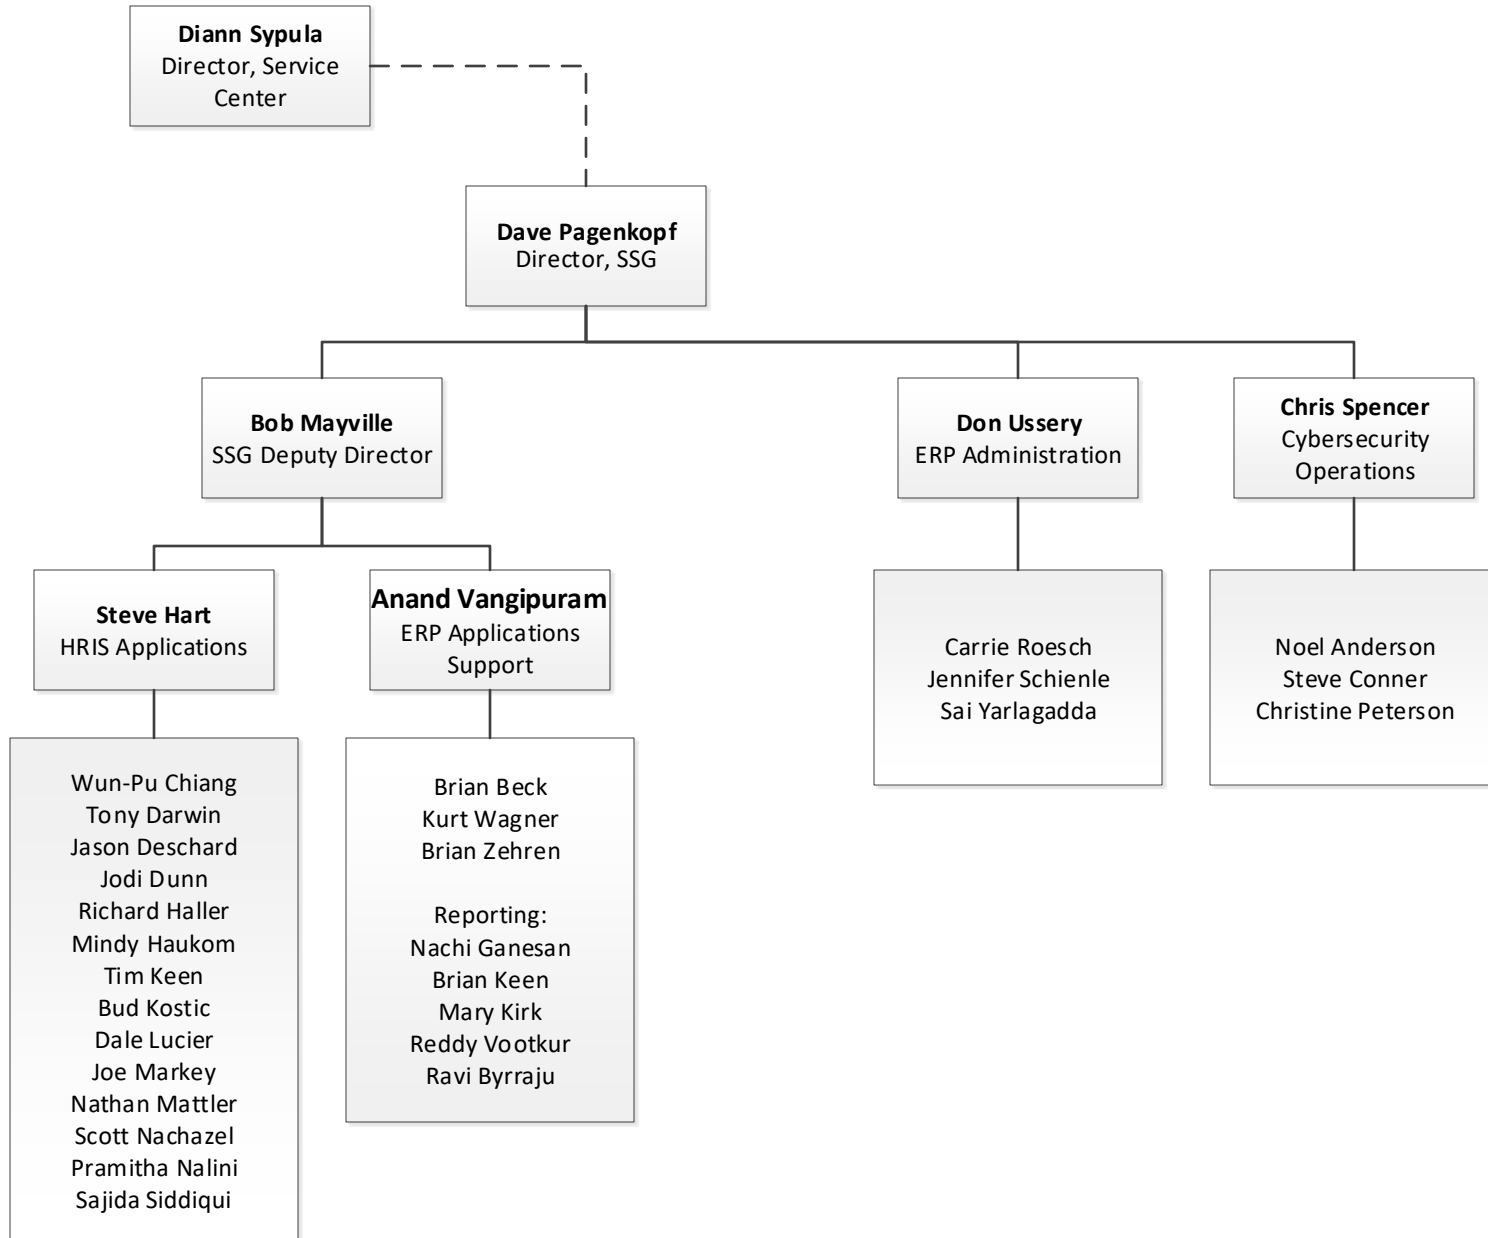 Diann Sypula
Director, Service
Center
Dave Pagenkopf
Director, SSG
Bob Mayville
SSG Deputy Director
Don Ussery
ERP Administration
Chris Spencer
Cybersecurity
Operations
Steve Hart
HRIS Applications
Anand Vangipuram
ERP Applications
Support
Carrie Roesch
Jennifer Schienle
Sai Yarlagadda
Noel Anderson
Steve Conner
Christine Peterson
Wun-Pu Chiang
Tony Darwin
Jason Deschard
Jodi Dunn
Richard Haller
Mindy Haukom
Tim Keen
Bud Kostic
Dale Lucier
Joe Markey
Nathan Mattler
Scott Nachazel
Pramitha Nalini
Sajida Siddiqui
Brian Beck
Kurt Wagner
Brian Zehren
Reporting:
Nachi Ganesan
Brian Keen
Mary Kirk
Reddy Vootkur
Ravi Byrraju